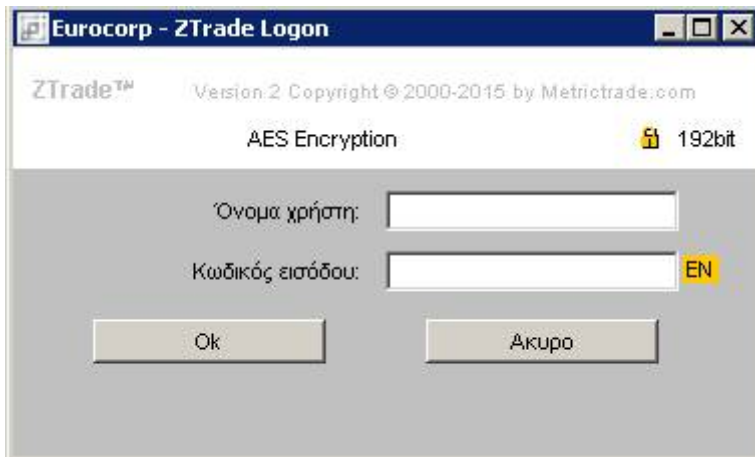 Eurocorp - ZTrade Logon
ZTrade™ Version 2 Copyright © 2000-2015 by Metrictrade.com
AES Encryption 192bit
Όνομα χρήστη:
Κωδικός εισόδου: EN
Ok Ακυρο